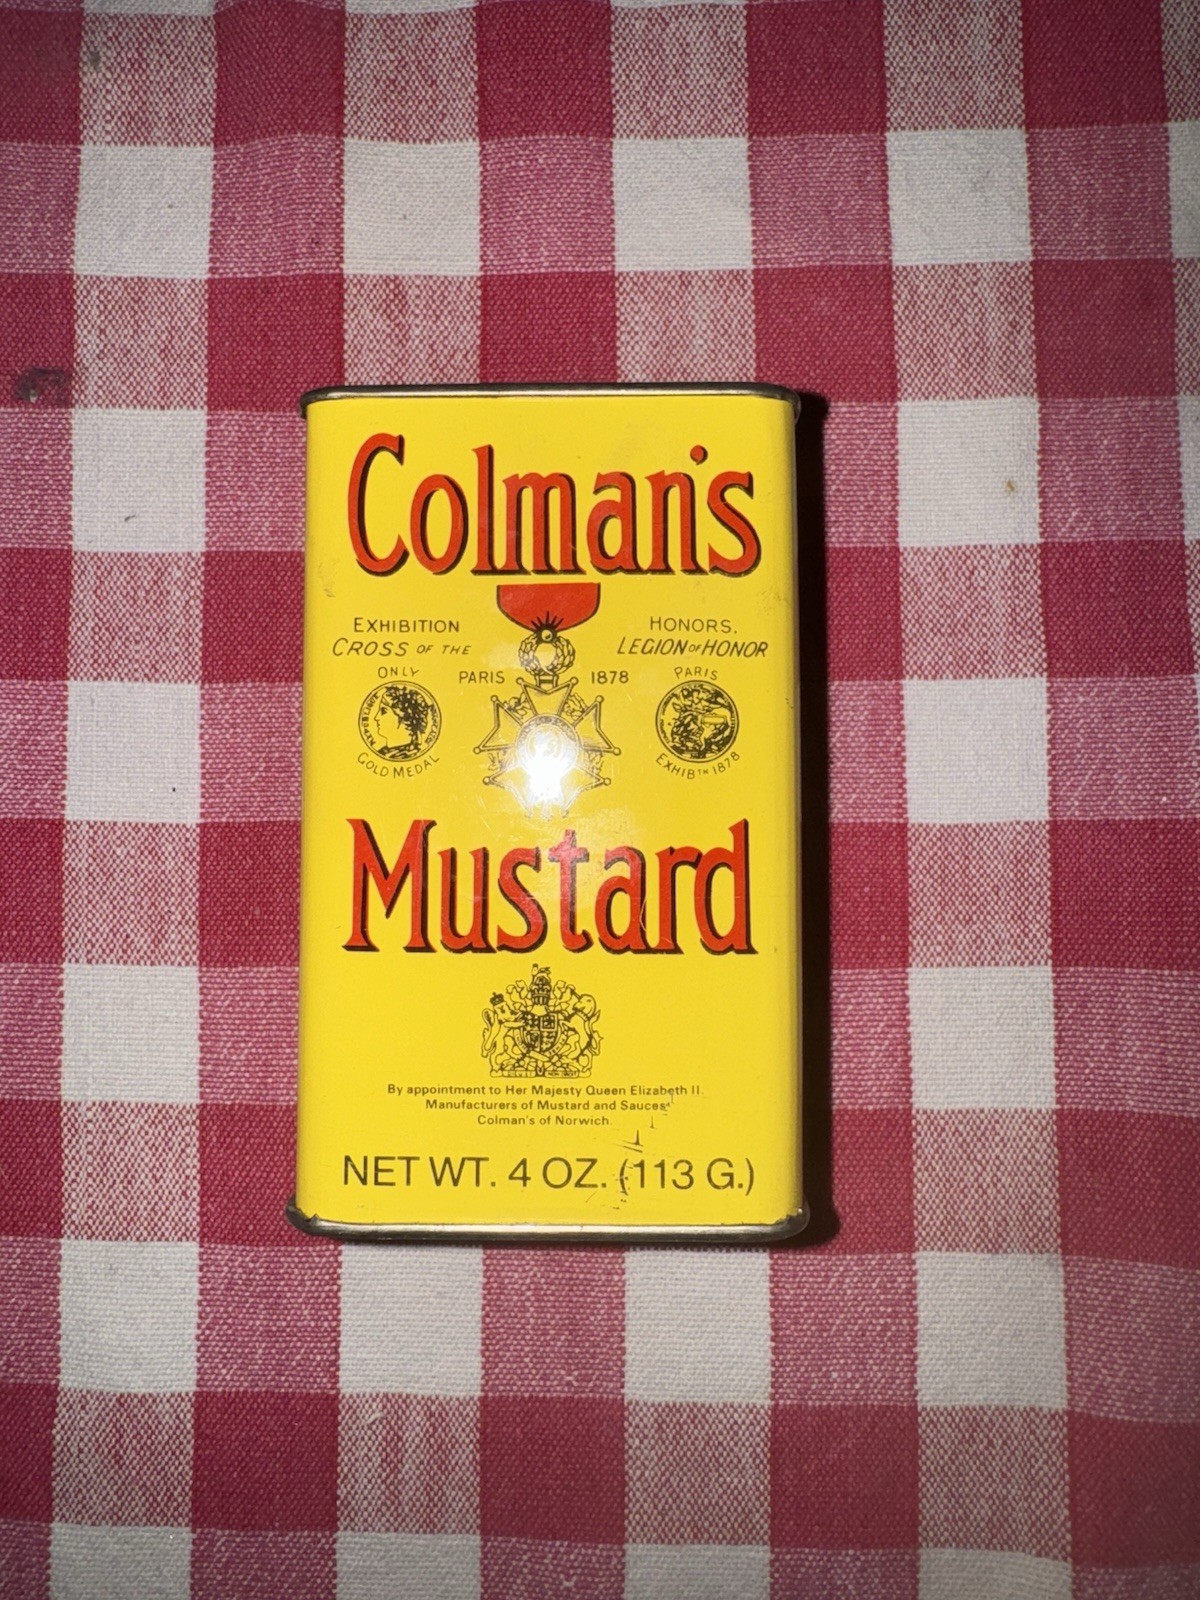 Colman's
EXHIBITION HONORS.
CROSS OF THE LEGION OF HONOR
ONLY PARIS 1878 PARIS
GOLD MEDAL EXHIBTN 1878
Mustard
By appointment to Her Majesty Queen Elizabeth II.
Manufacturers of Mustard and Sauces
Colman's of Norwich.
NET WT. 4 OZ. (113 G.)